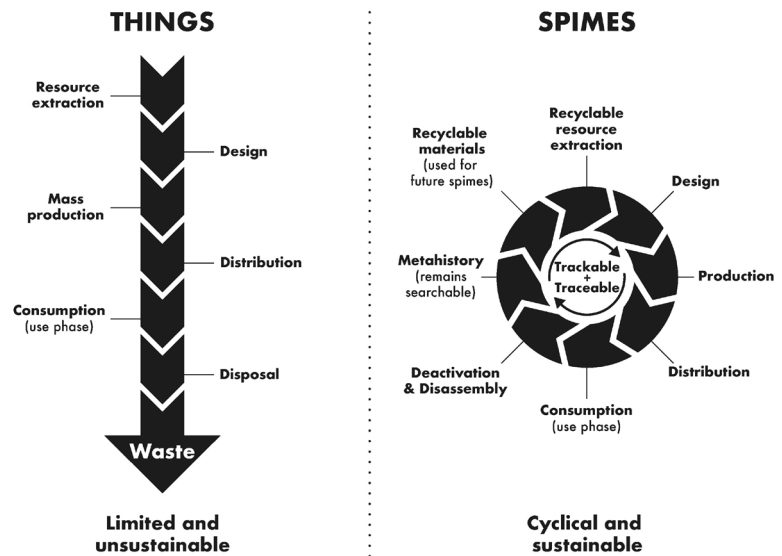 THINGS
Resource
extraction
Design
Mass
production
Distribution
Consumption
(use phase)
Disposal
Waste
Limited and
unsustainable
SPIMES
Recyclable
resource
extraction
Design
Production
Distribution
Consumption
(use phase)
Deactivation
& Disassembly
Metahistory
(remains
searchable)
Recyclable
materials
(used for
future spimes)
Trackable
+
Traceable
Cyclical and
sustainable